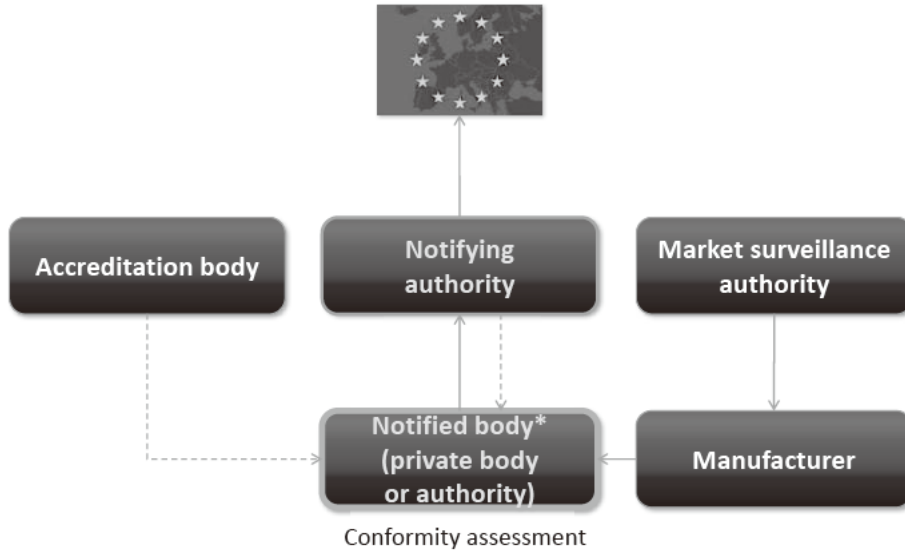 Accreditation body
Notifying
authority
Market surveillance
authority
Notified body*
(private body
or authority)
Manufacturer
Conformity assessment